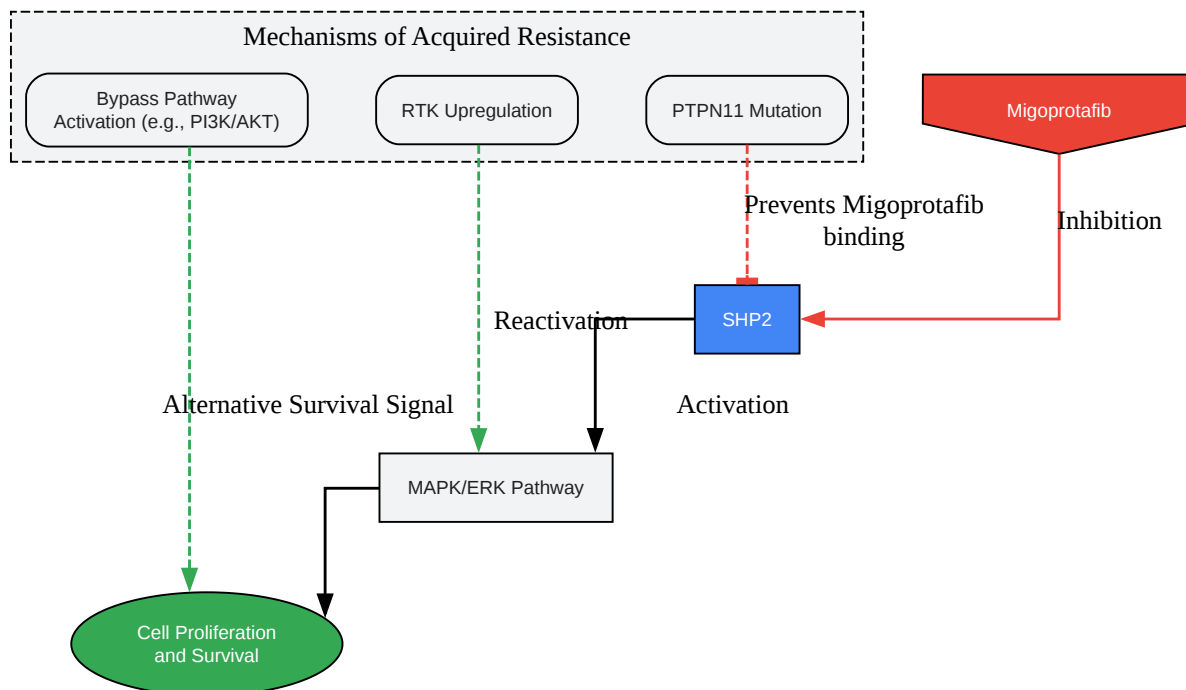 Mechanisms of Acquired Resistance
Bypass Pathway
Activation (e.g., PI3K/AKT)
RTK Upregulation
PTPN11 Mutation
Migoprotafib
Prevents Migoprotafib
binding
Inhibition
Reactivation
SHP2
Alternative Survival Signal
Activation
MAPK/ERK Pathway
Cell Proliferation
and Survival